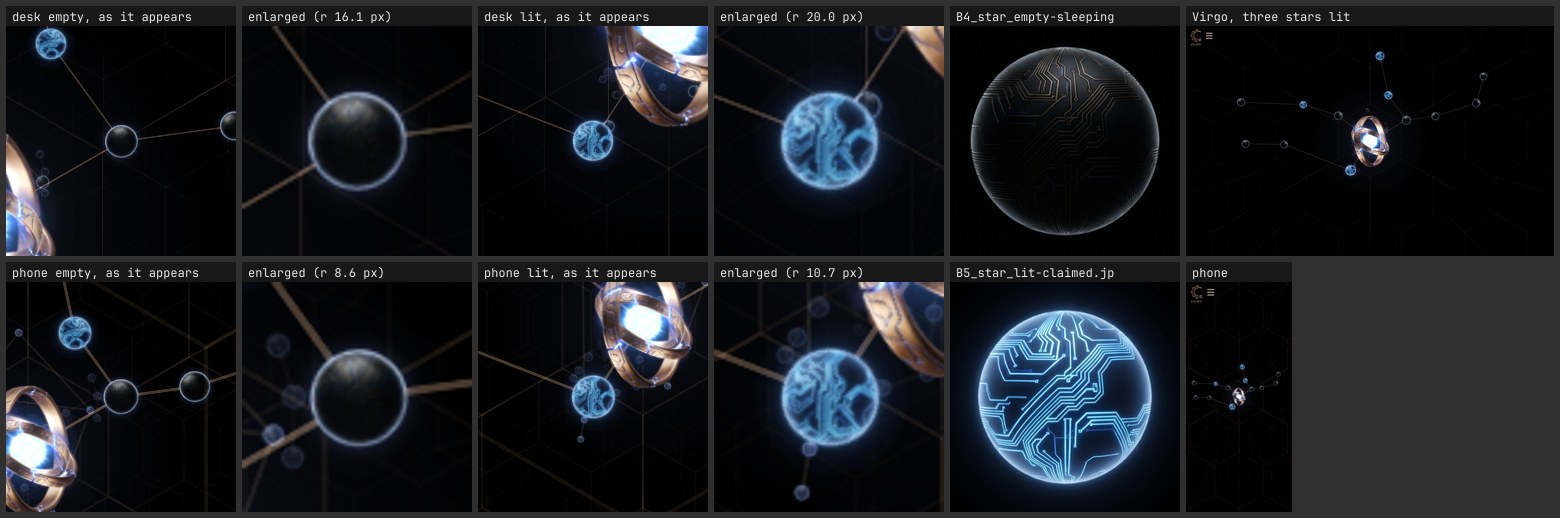 desk empty, as it appears
enlarged (r 16.1 px)
desk lit, as it appears
enlarged (r 20.0 px)
B4_star_empty-sleeping
Virgo, three stars lit
phone empty, as it appears
enlarged (r 8.6 px)
phone lit, as it appears
enlarged (r 10.7 px)
B5_star_lit-claimed.jp
phone